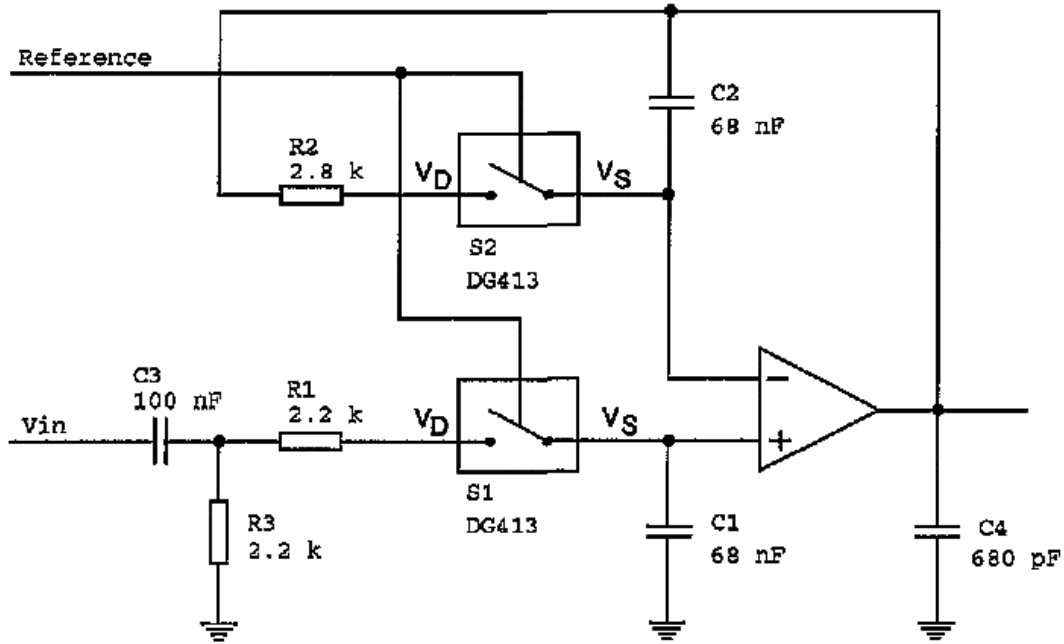 Reference
C2
68 nF
R2
2.8 k
VD
VS
S2
DG413
C3
100 nF
R1
2.2 k
Vin
VD
VS
S1
DG413
R3
2.2 k
C1
68 nF
C4
680 pF